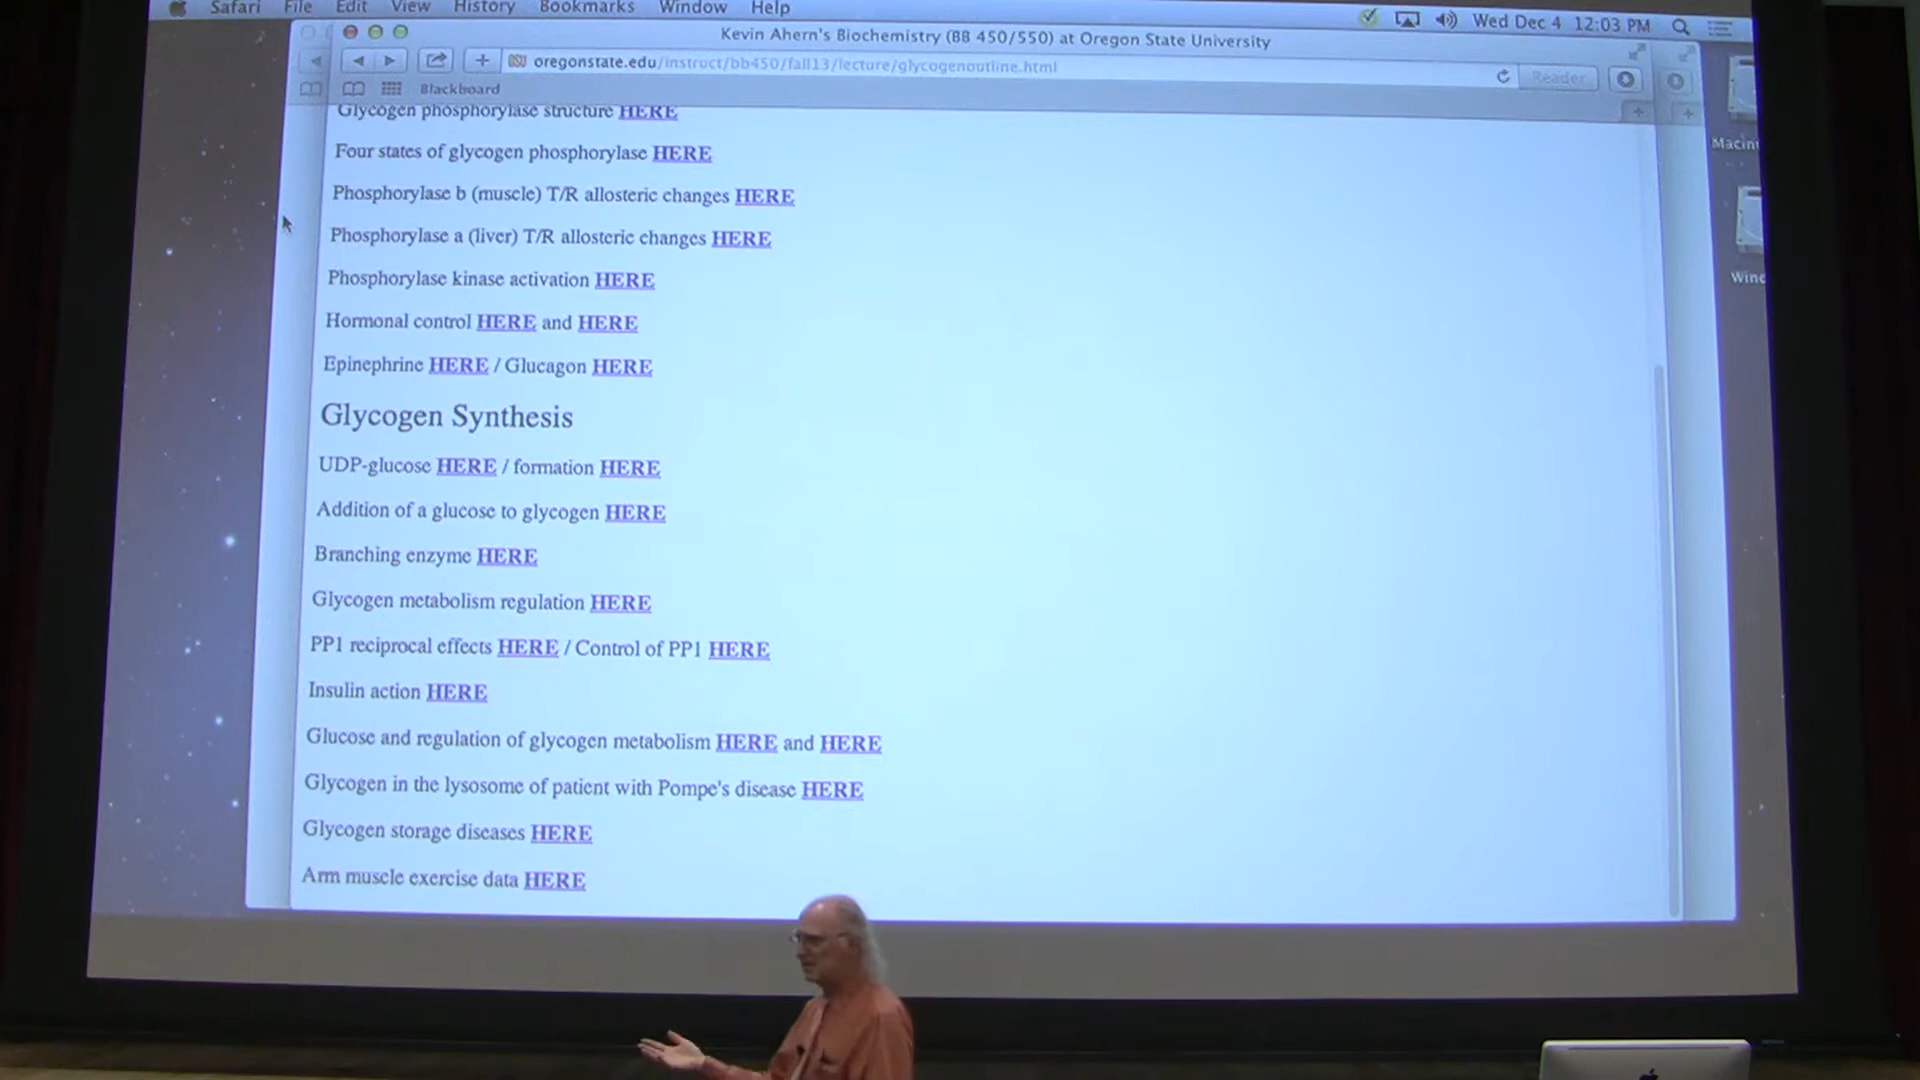 Safari File Edit View History Bookmarks Window Help Wed Dec 4 12:03 PM
Kevin Ahern's Biochemistry (BB 450/550) at Oregon State University
oregonstate.edu/instruct/bb450/fall13/lecture/glycogenoutline.html Reader
Blackboard
Glycogen phosphorylase structure HERE
Four states of glycogen phosphorylase HERE
Phosphorylase b (muscle) T/R allosteric changes HERE
Macin
Phosphorylase a (liver) T/R allosteric changes HERE
Phosphorylase kinase activation HERE
Wind
Hormonal control HERE and HERE
Epinephrine HERE / Glucagon HERE
Glycogen Synthesis
UDP-glucose HERE / formation HERE
Addition of a glucose to glycogen HERE
Branching enzyme HERE
Glycogen metabolism regulation HERE
PP1 reciprocal effects HERE / Control of PP1 HERE
Insulin action HERE
Glucose and regulation of glycogen metabolism HERE and HERE
Glycogen in the lysosome of patient with Pompe's disease HERE
Glycogen storage diseases HERE
Arm muscle exercise data HERE